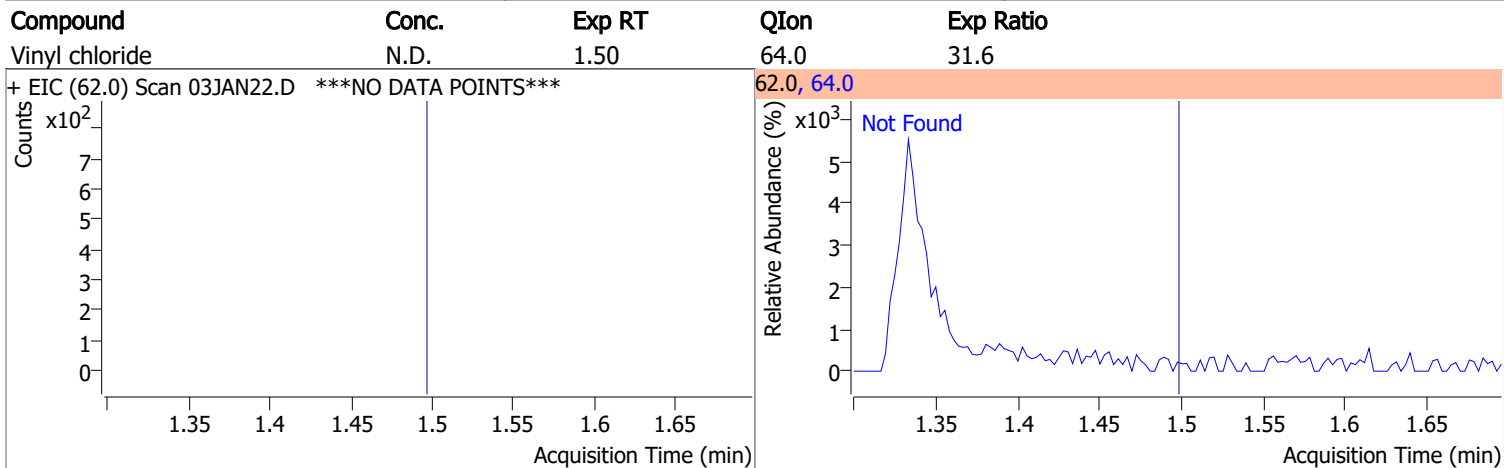 Compound Conc. Exp RT QIon Exp Ratio
Vinyl chloride N.D. 1.50 64.0 31.6
+ EIC (62.0) Scan 03JAN22.D ***NO DATA POINTS***
Counts
x10²
7
6
5
4
3
2
1
0
1.35 1.4 1.45 1.5 1.55 1.6 1.65
Acquisition Time (min)
62.0, 64.0
Relative Abundance (%)
x10³
Not Found
5
4
3
2
1
0
1.35 1.4 1.45 1.5 1.55 1.6 1.65
Acquisition Time (min)